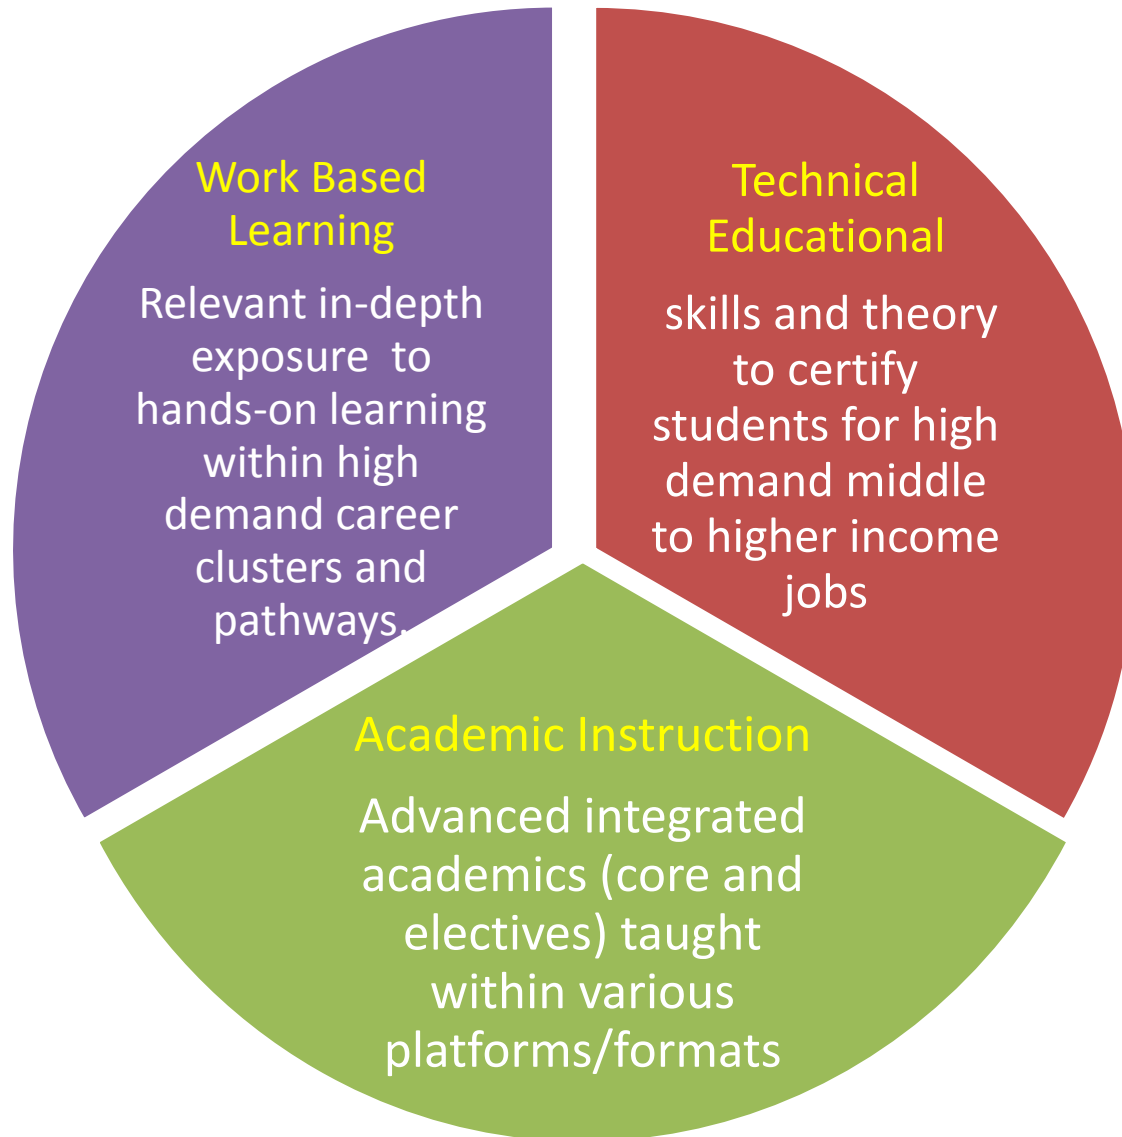 Work Based
Learning
Relevant in-depth
exposure  to
hands-on learning
within high
demand career
clusters and
pathways.
Technical
Educational
skills and theory
to certify
students for high
demand middle
to higher income
jobs
Academic Instruction
Advanced integrated
academics (core and
electives) taught
within various
platforms/formats